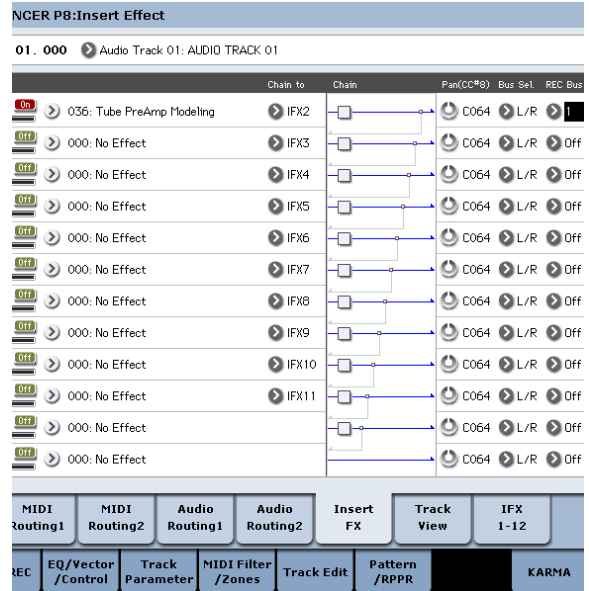 NCER P8:Insert Effect
01. 000 Audio Track 01: AUDIO TRACK 01
Chain to Chain Pan(CC#8) Bus Sel. REC Bus
On 036: Tube PreAmp Modeling IFX2 C064 L/R 1
Off 000: No Effect IFX3 C064 L/R Off
Off 000: No Effect IFX4 C064 L/R Off
Off 000: No Effect IFX5 C064 L/R Off
Off 000: No Effect IFX6 C064 L/R Off
Off 000: No Effect IFX7 C064 L/R Off
Off 000: No Effect IFX8 C064 L/R Off
Off 000: No Effect IFX9 C064 L/R Off
Off 000: No Effect IFX10 C064 L/R Off
Off 000: No Effect IFX11 C064 L/R Off
Off 000: No Effect C064 L/R Off
Off 000: No Effect C064 L/R Off
MIDI MIDI Audio Audio Insert Track IFX
Routing1 Routing2 Routing1 Routing2 FX View 1-12
REC EQ/Vector /Control Track Parameter MIDI Filter /Zones Track Edit Pattern /RPPR KARMA